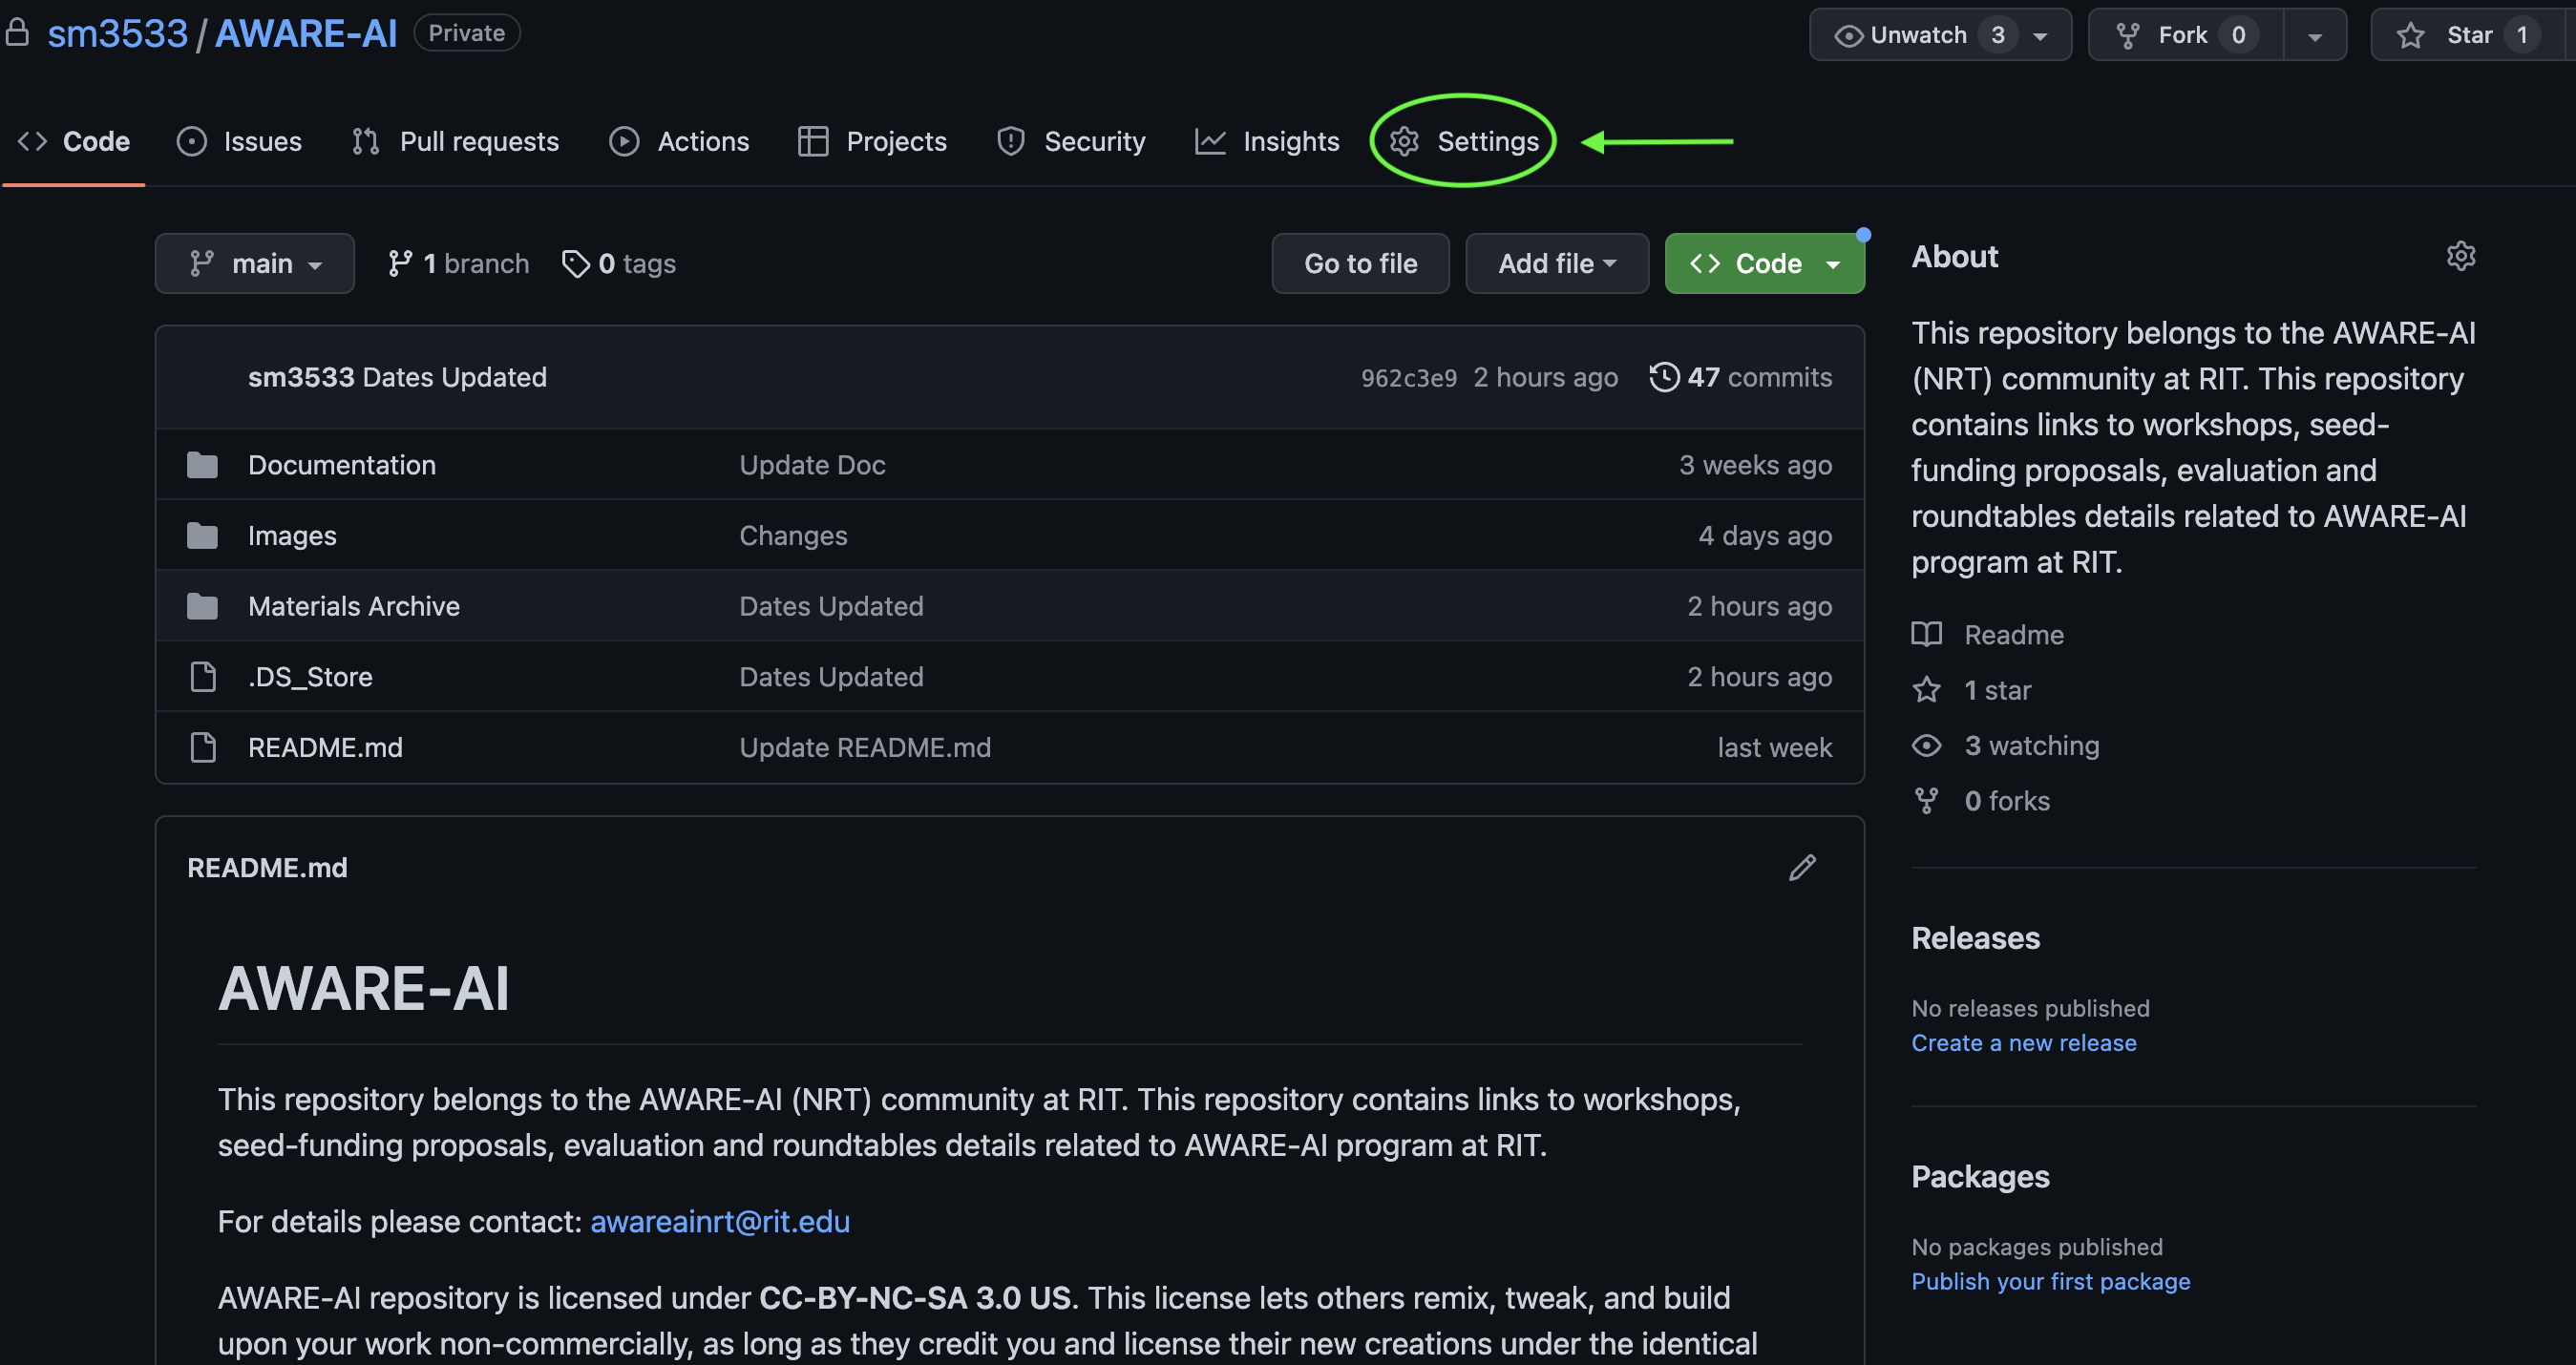 sm3533 / AWARE-AI Private
Unwatch 3 Fork 0 Star 1
Code Issues Pull requests Actions Projects Security Insights Settings
main 1 branch 0 tags Go to file Add file Code
sm3533 Dates Updated 962c3e9 2 hours ago 47 commits
Documentation Update Doc 3 weeks ago
Images Changes 4 days ago
Materials Archive Dates Updated 2 hours ago
.DS_Store Dates Updated 2 hours ago
README.md Update README.md last week
README.md
AWARE-AI
This repository belongs to the AWARE-AI (NRT) community at RIT. This repository contains links to workshops,
seed-funding proposals, evaluation and roundtables details related to AWARE-AI program at RIT.
For details please contact: awareainrt@rit.edu
AWARE-AI repository is licensed under CC-BY-NC-SA 3.0 US. This license lets others remix, tweak, and build
upon your work non-commercially, as long as they credit you and license their new creations under the identical
About
This repository belongs to the AWARE-AI
(NRT) community at RIT. This repository
contains links to workshops, seed-
funding proposals, evaluation and
roundtables details related to AWARE-AI
program at RIT.
Readme
1 star
3 watching
0 forks
Releases
No releases published
Create a new release
Packages
No packages published
Publish your first package